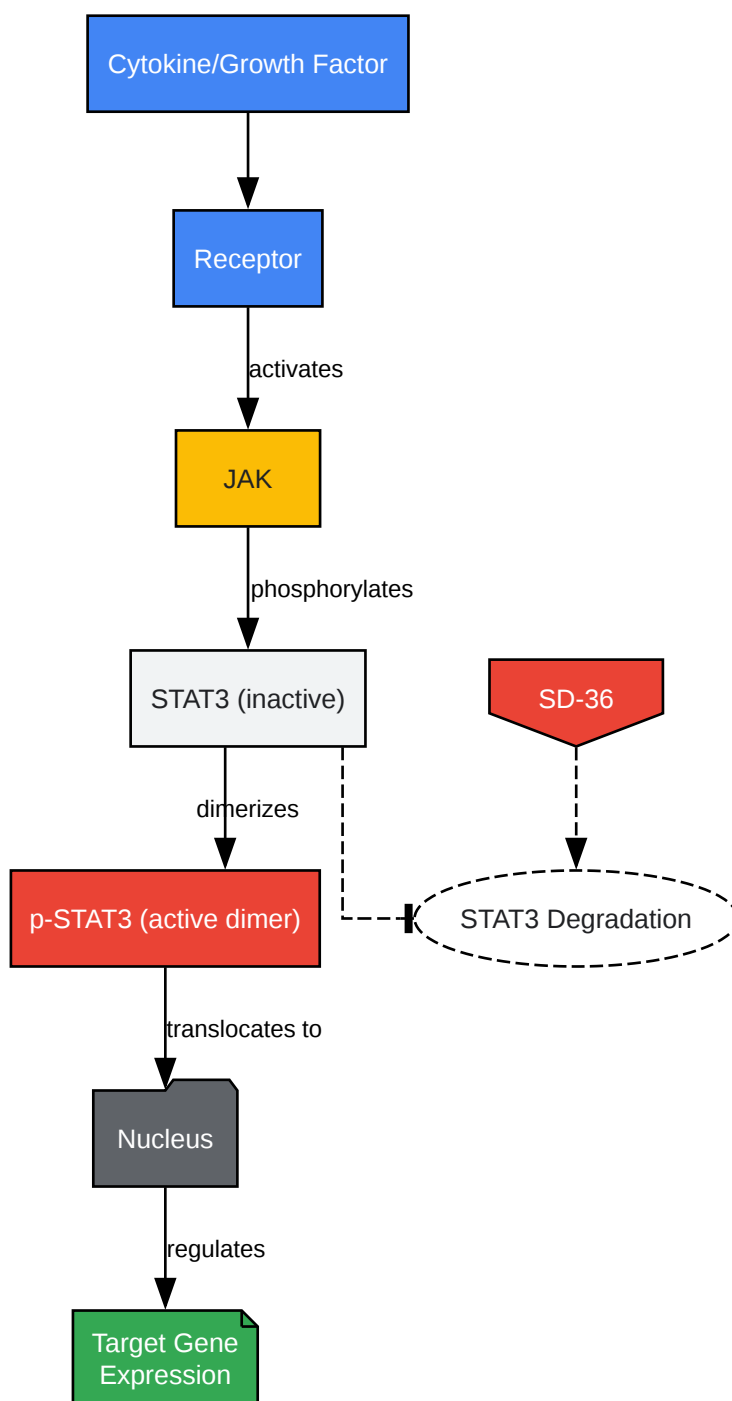 Cytokine/Growth Factor
Receptor
activates
JAK
phosphorylates
STAT3 (inactive)
SD-36
dimerizes
p-STAT3 (active dimer)
STAT3 Degradation
translocates to
Nucleus
regulates
Target Gene
Expression